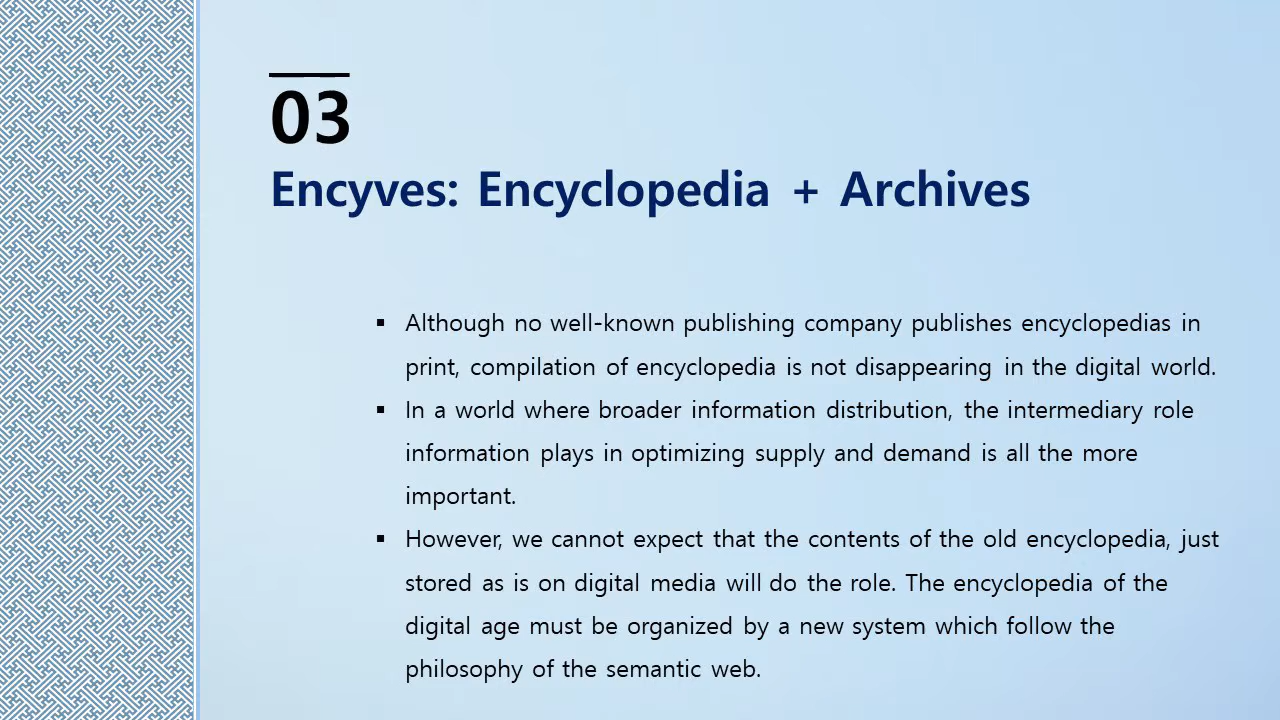 03
Encyves: Encyclopedia + Archives
▪ Although no well-known publishing company publishes encyclopedias in
print, compilation of encyclopedia is not disappearing in the digital world.
▪ In a world where broader information distribution, the intermediary role
information plays in optimizing supply and demand is all the more
important.
▪ However, we cannot expect that the contents of the old encyclopedia, just
stored as is on digital media will do the role. The encyclopedia of the
digital age must be organized by a new system which follow the
philosophy of the semantic web.